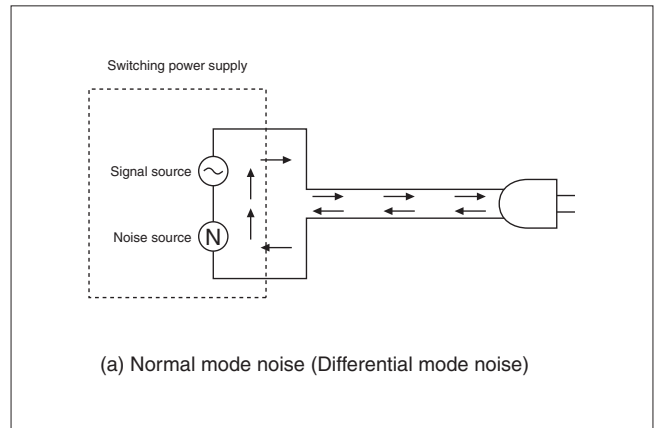 Switching power supply
Signal source
Noise source
N
(a) Normal mode noise (Differential mode noise)